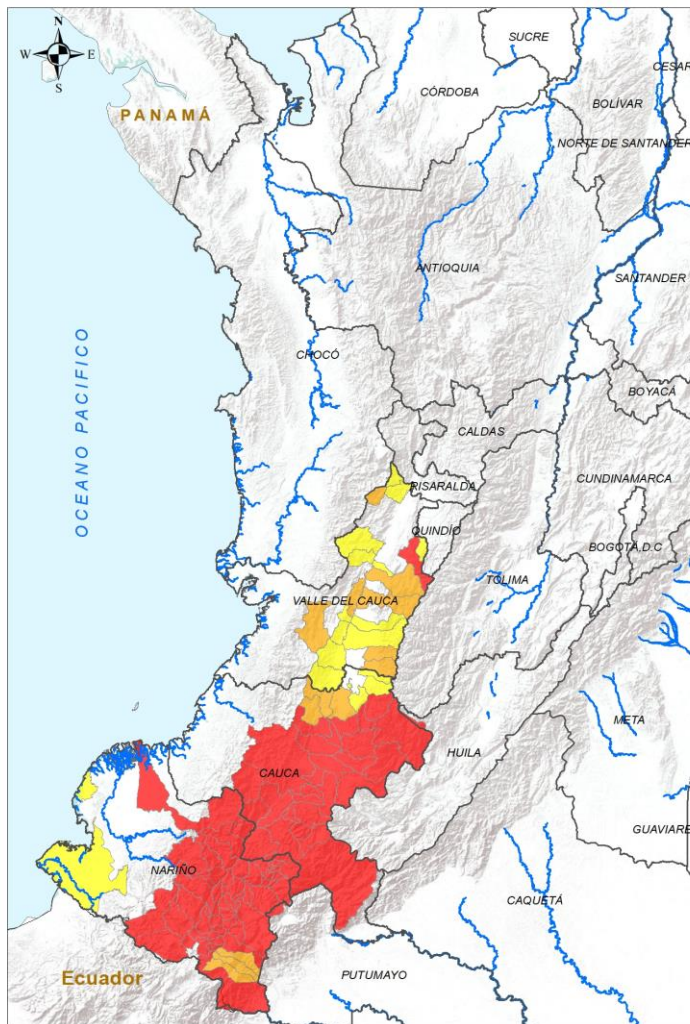 N
W E
S
SUCRE
CESAR
CÓRDOBA
BOLÍVAR
PANAMÁ
NORTE DE SANTANDER
ANTIOQUIA
SANTANDER
OCEANO PACIFICO
CHOCÓ
BOYACÁ
CALDAS
CUNDINAMARCA
RISARALDA
QUINDÍO
BOGOTÁ, D.C
TOLIMA
VALLE DEL CAUCA
META
HUILA
CAUCA
GUAVIARE
NARIÑO
CAQUETÁ
Ecuador
PUTUMAYO